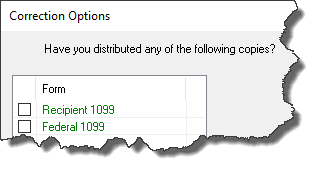 Correction Options
Have you distributed any of the following copies?
Form
Recipient 1099
Federal 1099